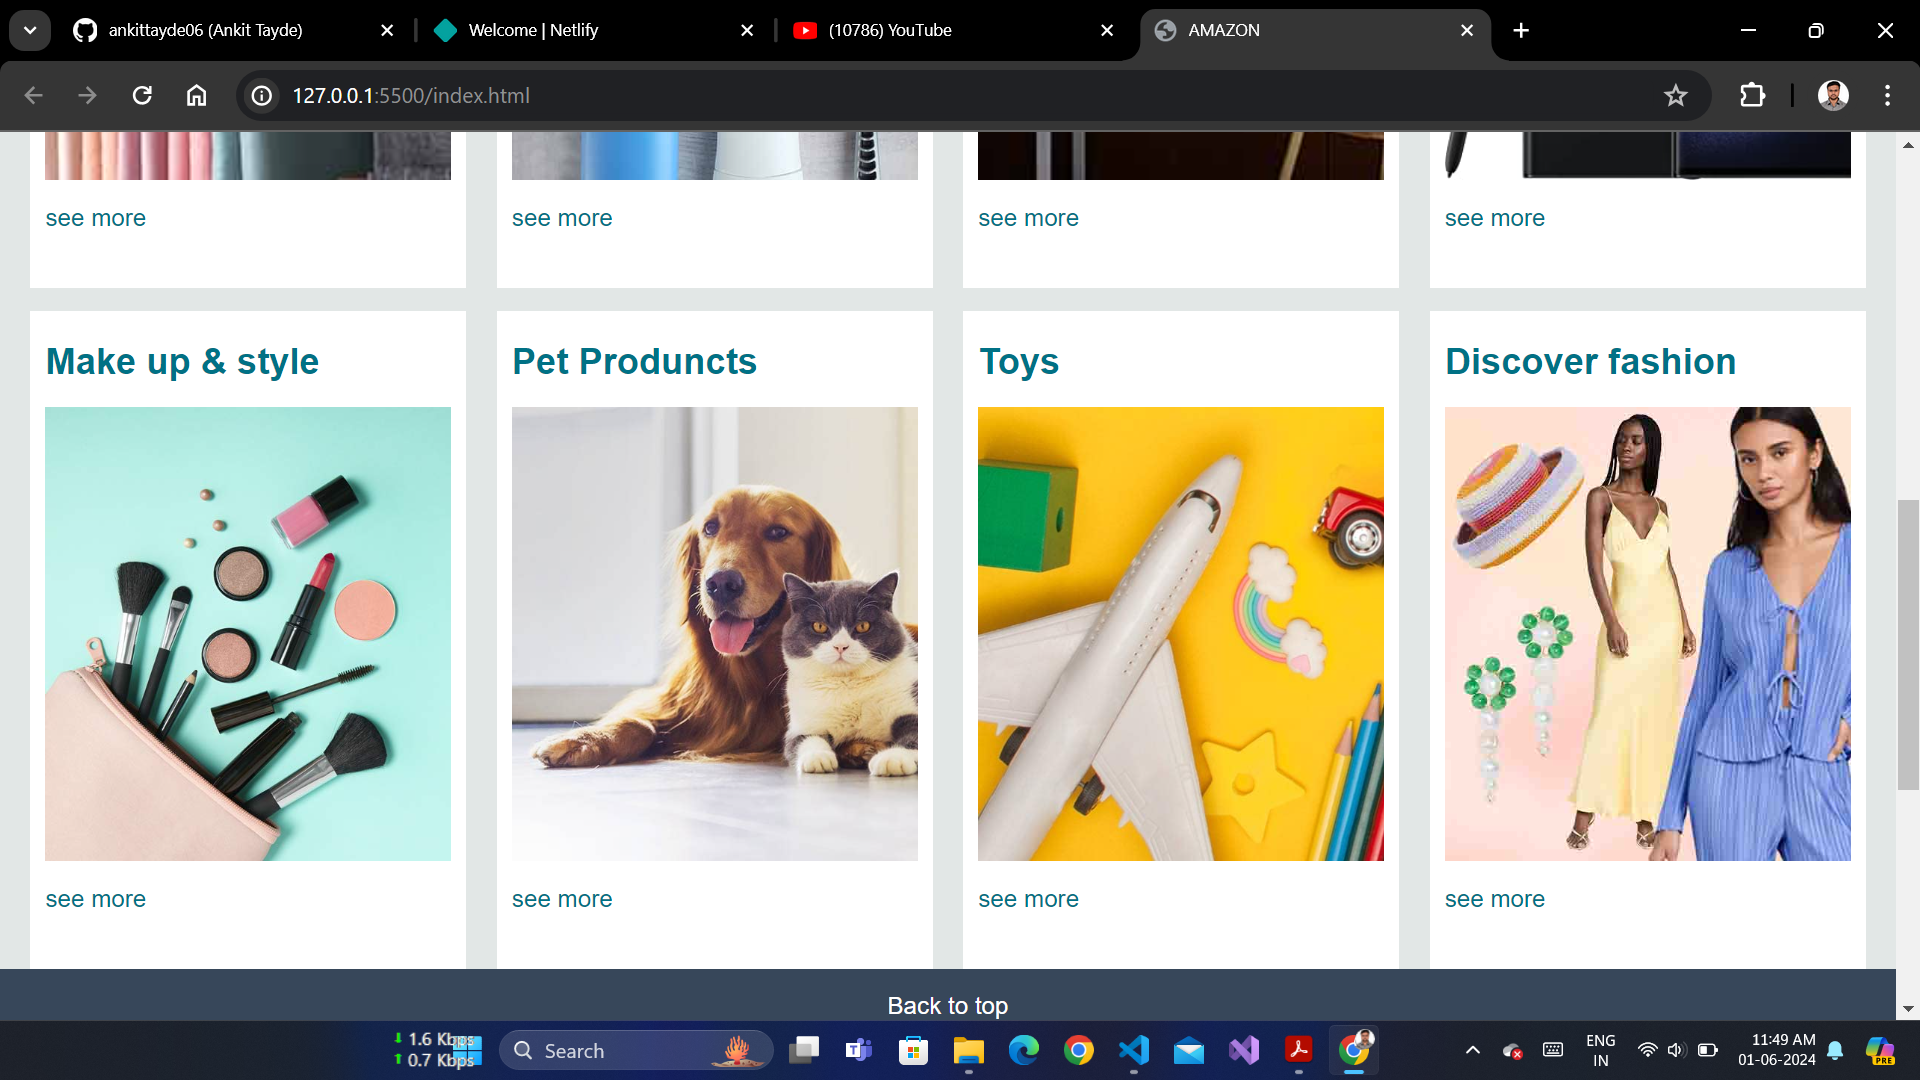 ankittayde06 (Ankit Tayde)
Welcome | Netlify
(10786) YouTube
AMAZON
127.0.0.1:5500/index.html
see more
see more
see more
see more
Make up & style
Pet Produncts
Toys
Discover fashion
see more
see more
see more
see more
Back to top
1.6 Kbps
0.7 Kbps
Search
ENG
IN
11:49 AM
01-06-2024
PRE